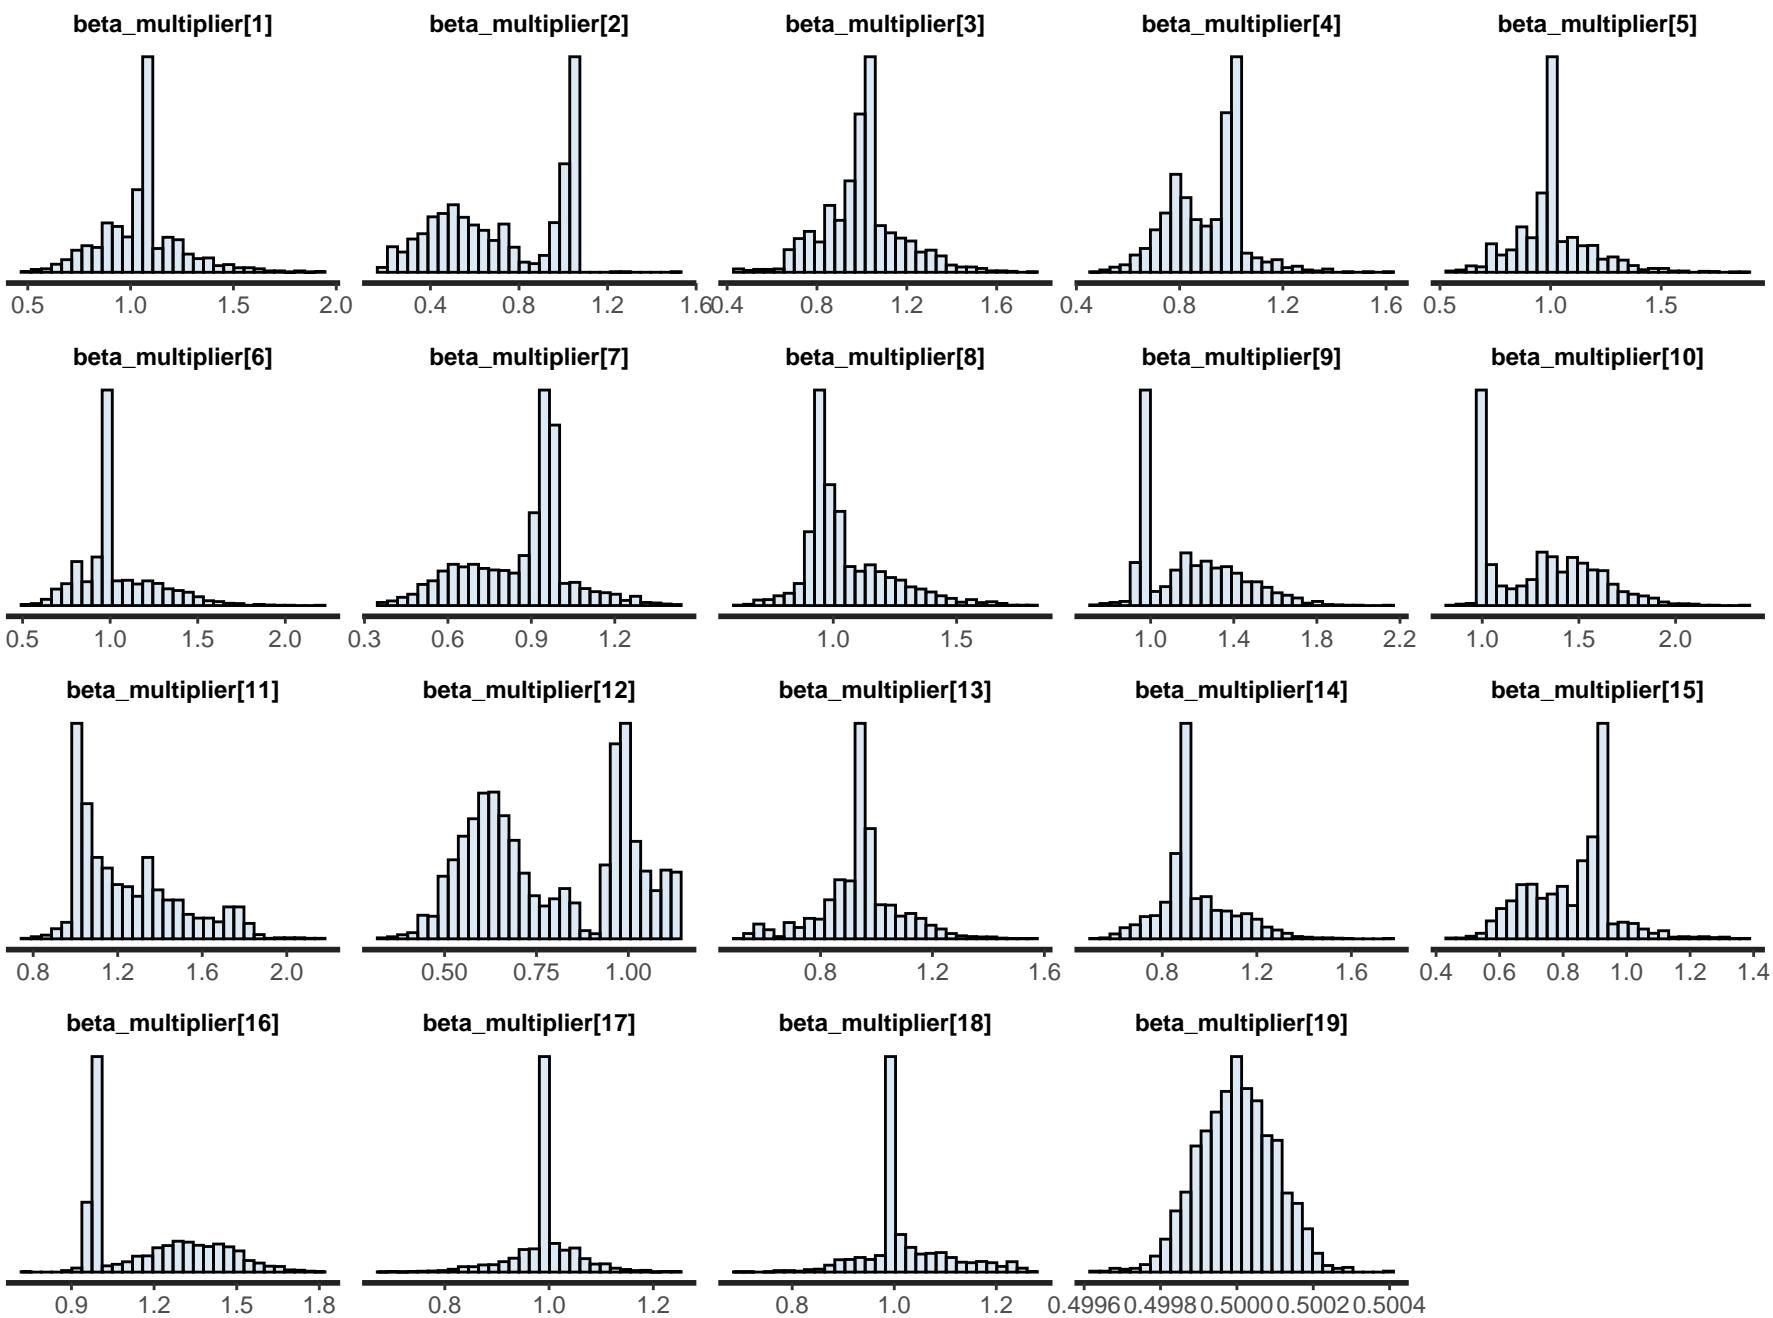 beta_multiplier[1] beta_multiplier[2] beta_multiplier[3] beta_multiplier[4] beta_multiplier[5]
0.5 1.0 1.5 2.0 0.4 0.8 1.2 1.6 0.4 0.8 1.2 1.6 0.4 0.8 1.2 1.6 0.5 1.0 1.5
beta_multiplier[6] beta_multiplier[7] beta_multiplier[8] beta_multiplier[9] beta_multiplier[10]
0.5 1.0 1.5 2.0 0.3 0.6 0.9 1.2 1.0 1.5 1.0 1.4 1.8 2.2 1.0 1.5 2.0
beta_multiplier[11] beta_multiplier[12] beta_multiplier[13] beta_multiplier[14] beta_multiplier[15]
0.8 1.2 1.6 2.0 0.50 0.75 1.00 0.8 1.2 1.6 0.8 1.2 1.6 0.4 0.6 0.8 1.0 1.2 1.4
beta_multiplier[16] beta_multiplier[17] beta_multiplier[18] beta_multiplier[19]
0.9 1.2 1.5 1.8 0.8 1.0 1.2 0.8 1.0 1.2 0.4996 0.4998 0.5000 0.5002 0.5004